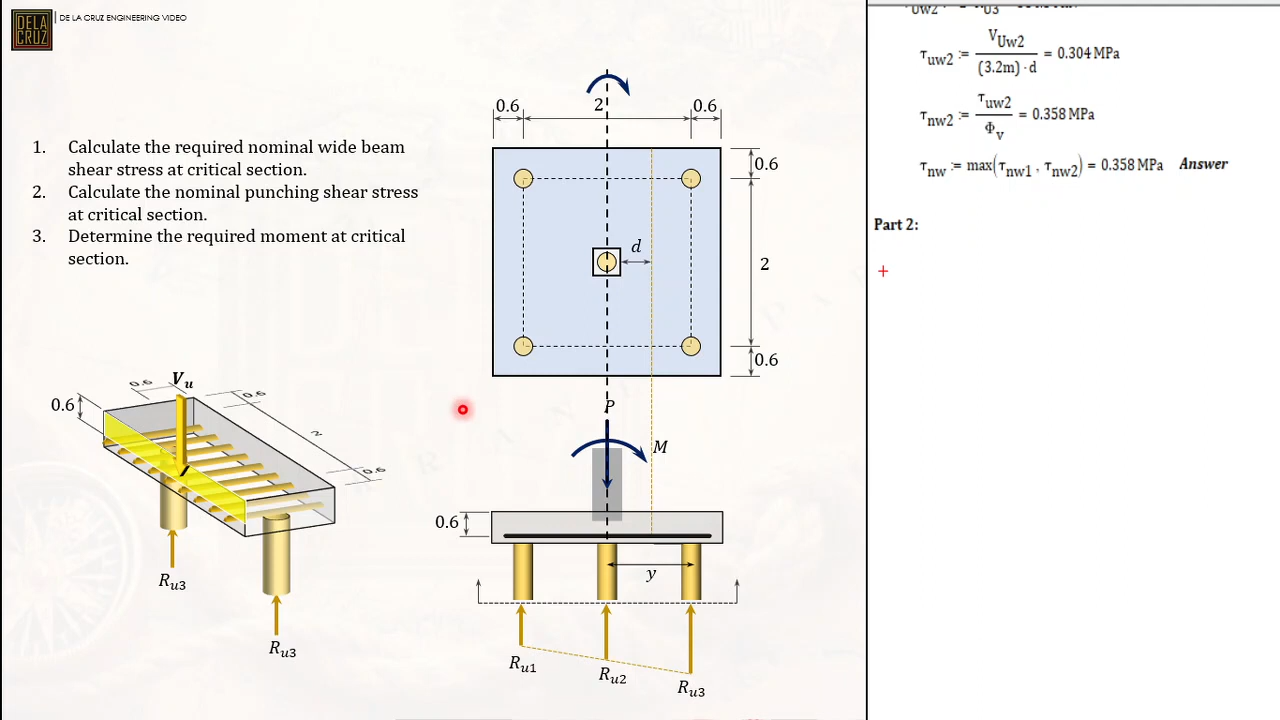 DELA
CRUZ
DE LA CRUZ ENGINEERING VIDEO
1. Calculate the required nominal wide beam
shear stress at critical section.
2. Calculate the nominal punching shear stress
at critical section.
3. Determine the required moment at critical
section.
0.6
2
0.6
0.6
d
2
0.6
P
M
0.6
y
R_u1
R_u2
R_u3
V_u
0.6
0.6
0.6
2
0.6
R_u3
R_u3
τ_uw2 := V_Uw2 / (3.2m) · d = 0.304 MPa
τ_nw2 := τ_uw2 / Φ_v = 0.358 MPa
τ_nw := max(τ_nw1 , τ_nw2) = 0.358 MPa Answer
Part 2: